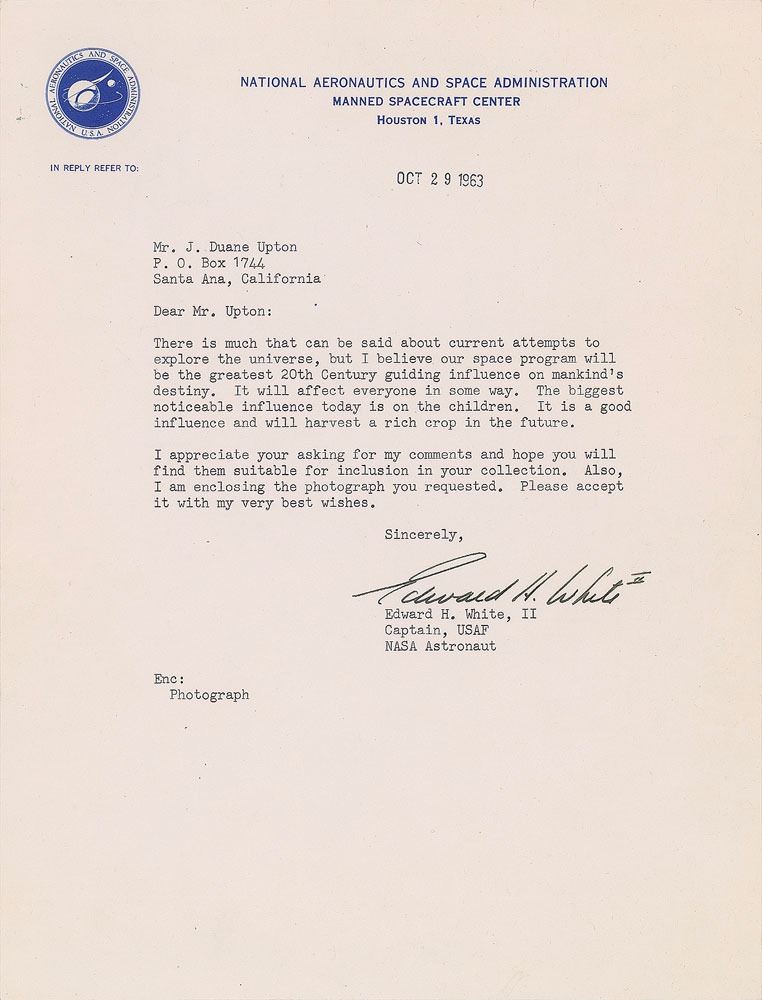 NATIONAL AERONAUTICS AND SPACE ADMINISTRATION
U.S.A.
NATIONAL AERONAUTICS AND SPACE ADMINISTRATION
MANNED SPACECRAFT CENTER
HOUSTON 1, TEXAS
IN REPLY REFER TO:
OCT 29 1963
Mr. J. Duane Upton
P. O. Box 1744
Santa Ana, California
Dear Mr. Upton:
There is much that can be said about current attempts to
explore the universe, but I believe our space program will
be the greatest 20th Century guiding influence on mankind's
destiny. It will affect everyone in some way. The biggest
noticeable influence today is on the children. It is a good
influence and will harvest a rich crop in the future.
I appreciate your asking for my comments and hope you will
find them suitable for inclusion in your collection. Also,
I am enclosing the photograph you requested. Please accept
it with my very best wishes.
Sincerely,
Edward H. White II
Edward H. White, II
Captain, USAF
NASA Astronaut
Enc:
Photograph